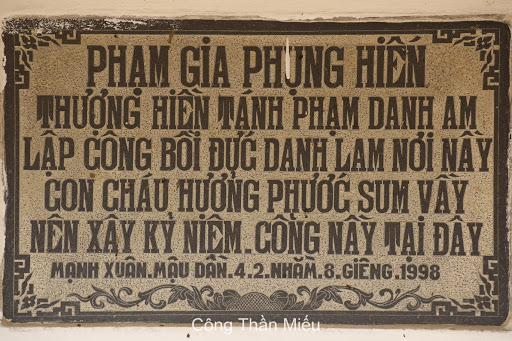 PHẠM GIA PHỤNG HIẾN
THƯỢNG HIỀN TÁNH PHẠM DANH AM
LẬP CÔNG BỒI ĐỨC DANH LAM NƠI NẦY
CON CHÁU HƯỞNG PHƯỚC SUM VẦY
NÊN XÂY KỶ NIỆM. CỔNG NẦY TẠI ĐÂY
MẠNH XUÂN. MẬU DẦN. 4.2. NHẰM. 8. GIÊNG. 1998
Công Thần Miếu